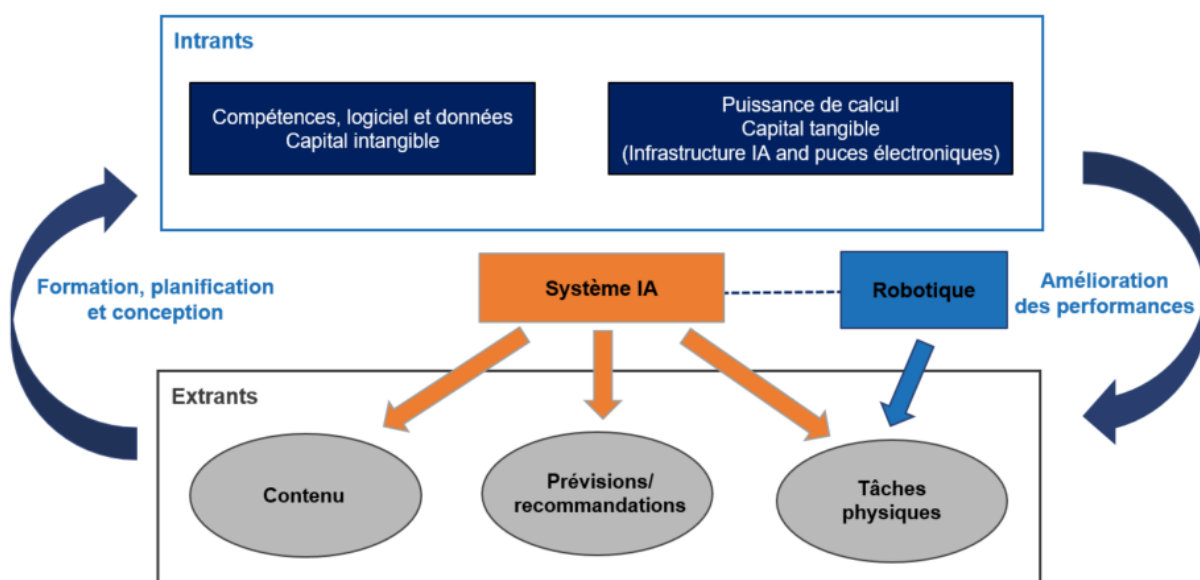 Intrants
Compétences, logiciel et données
Capital intangible
Puissance de calcul
Capital tangible
(Infrastructure IA and puces électroniques)
Formation, planification
et conception
Système IA
Robotique
Amélioration
des performances
Extrants
Contenu
Prévisions/
recommandations
Tâches
physiques